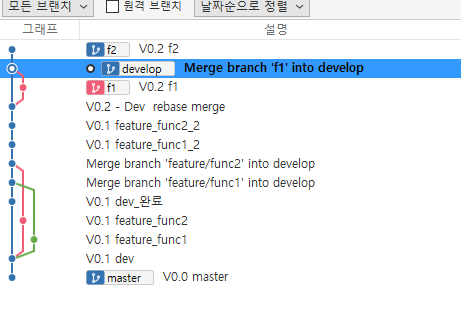 모든 브랜치 원격 브랜치 날짜순으로 정렬
그래프 설명
f2 V0.2 f2
develop Merge branch 'f1' into develop
f1 V0.2 f1
V0.2 - Dev  rebase merge
V0.1 feature_func2_2
V0.1 feature_func1_2
Merge branch 'feature/func2' into develop
Merge branch 'feature/func1' into develop
V0.1 dev_완료
V0.1 feature_func2
V0.1 feature_func1
V0.1 dev
master V0.0 master